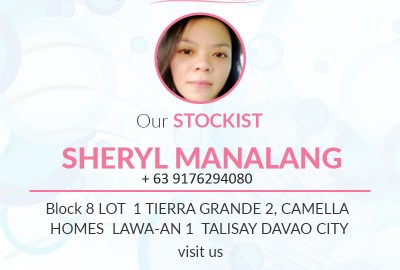 Our STOCKIST
SHERYL MANALANG
+ 63 9176294080
Block 8 LOT 1 TIERRA GRANDE 2, CAMELLA
HOMES LAWA-AN 1 TALISAY DAVAO CITY
visit us